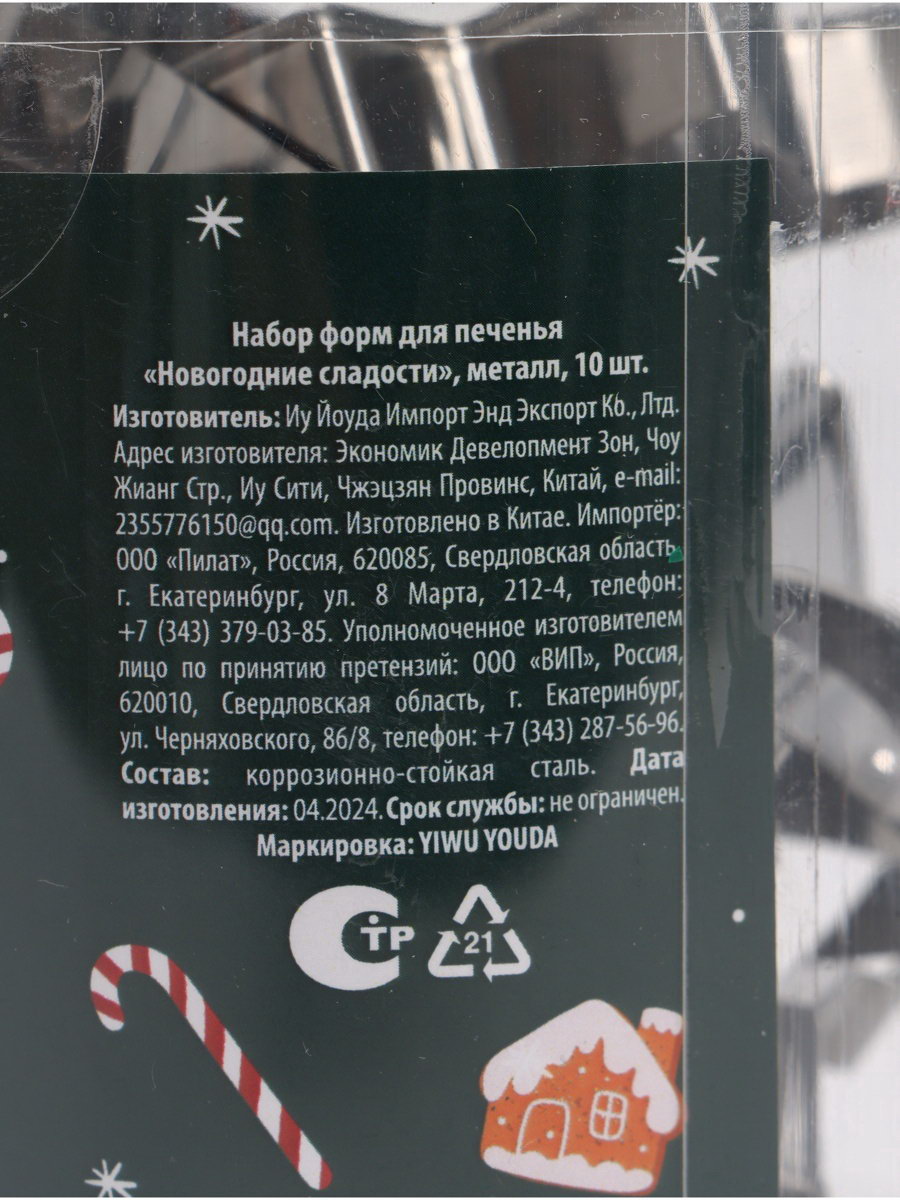 Набор форм для печенья
«Новогодние сладости», металл, 10 шт.
Изготовитель: Иу Йоуда Импорт Энд Экспорт Ко., Лтд.
Адрес изготовителя: Экономик Девелопмент Зон, Чоу
Жианг Стр., Иу Сити, Чжэцзян Провинс, Китай, e-mail:
2355776150@qq.com. Изготовлено в Китае. Импортёр:
ООО «Пилат», Россия, 620085, Свердловская область,
г. Екатеринбург, ул. 8 Марта, 212-4, телефон:
+7 (343) 379-03-85. Уполномоченное изготовителем
лицо по принятию претензий: ООО «ВИП», Россия,
620010, Свердловская область, г. Екатеринбург,
ул. Черняховского, 86/8, телефон: +7 (343) 287-56-96.
Состав: коррозионно-стойкая сталь. Дата
изготовления: 04.2024. Срок службы: не ограничен.
Маркировка: YIWU YOUDA
СТР 21